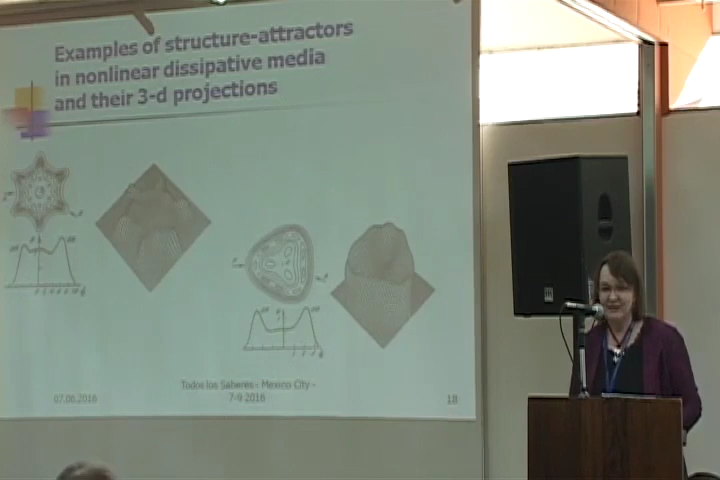 Examples of structure-attractors
in nonlinear dissipative media
and their 3-d projections
07.06.2016
Todos los Saberes - Mexico City -
7-9 2016
18